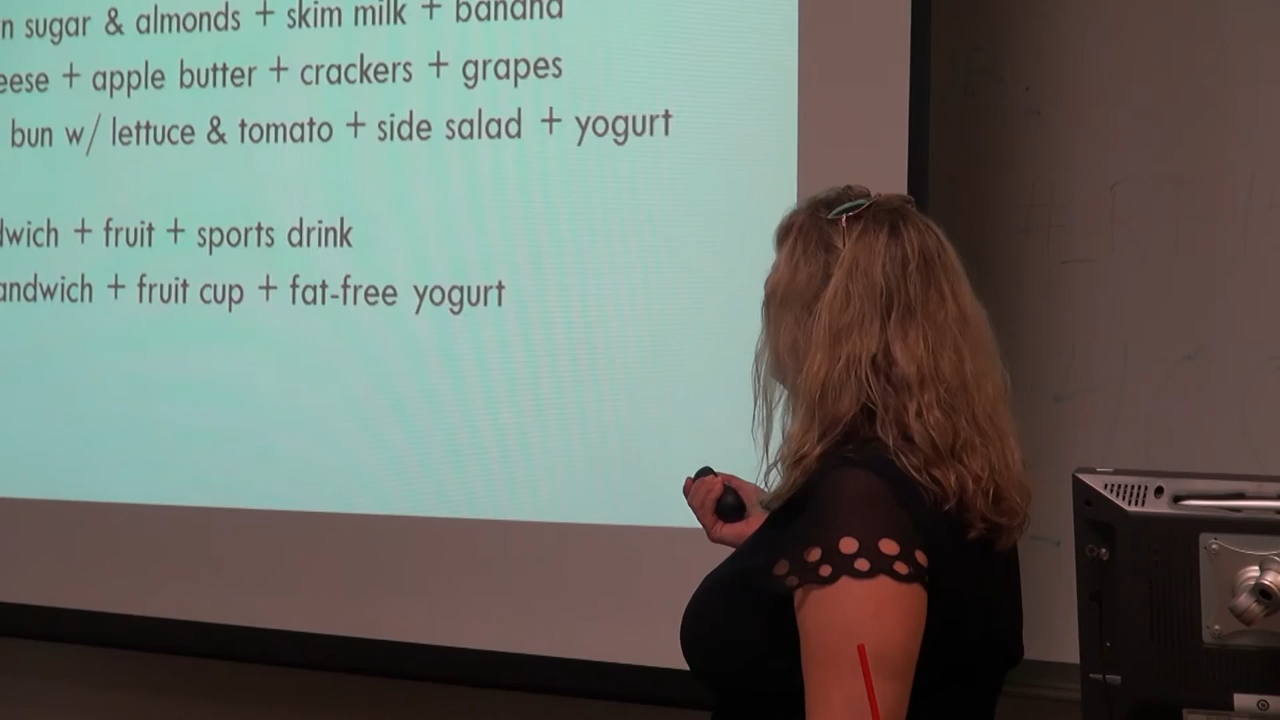 n sugar & almonds + skim milk + banana
eese + apple butter + crackers + grapes
bun w/ lettuce & tomato + side salad + yogurt
wich + fruit + sports drink
andwich + fruit cup + fat-free yogurt